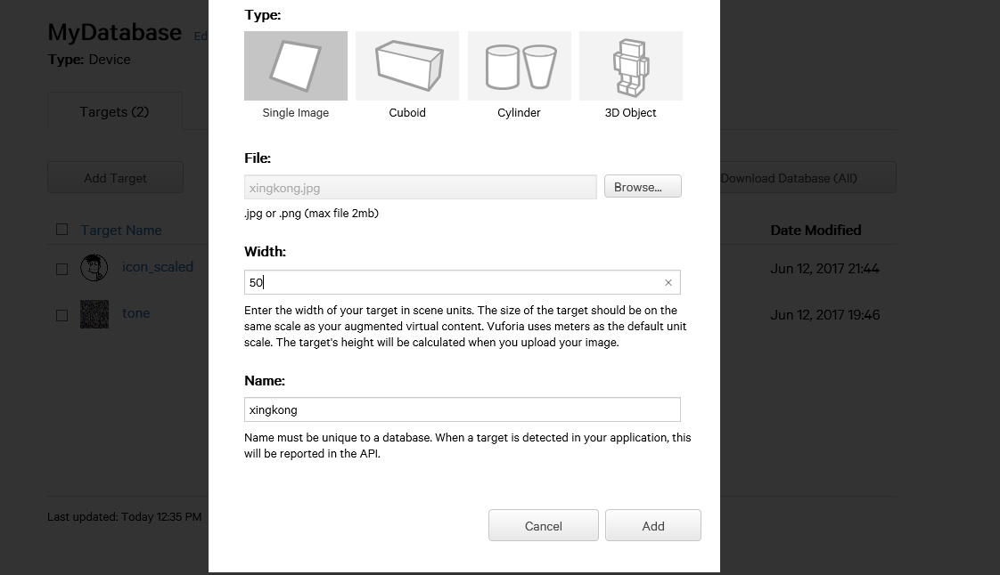 MyDatabase Ed
Type: Device
Targets (2)
Add Target
Download Database (All)
Target Name
Date Modified
icon_scaled
Jun 12, 2017 21:44
tone
Jun 12, 2017 19:46
Last updated: Today 12:35 PM
Type:
Single Image
Cuboid
Cylinder
3D Object
File:
xingkong.jpg
Browse...
.jpg or .png (max file 2mb)
Width:
50
×
Enter the width of your target in scene units. The size of the target should be on the
same scale as your augmented virtual content. Vuforia uses meters as the default unit
scale. The target's height will be calculated when you upload your image.
Name:
xingkong
Name must be unique to a database. When a target is detected in your application, this
will be reported in the API.
Cancel
Add